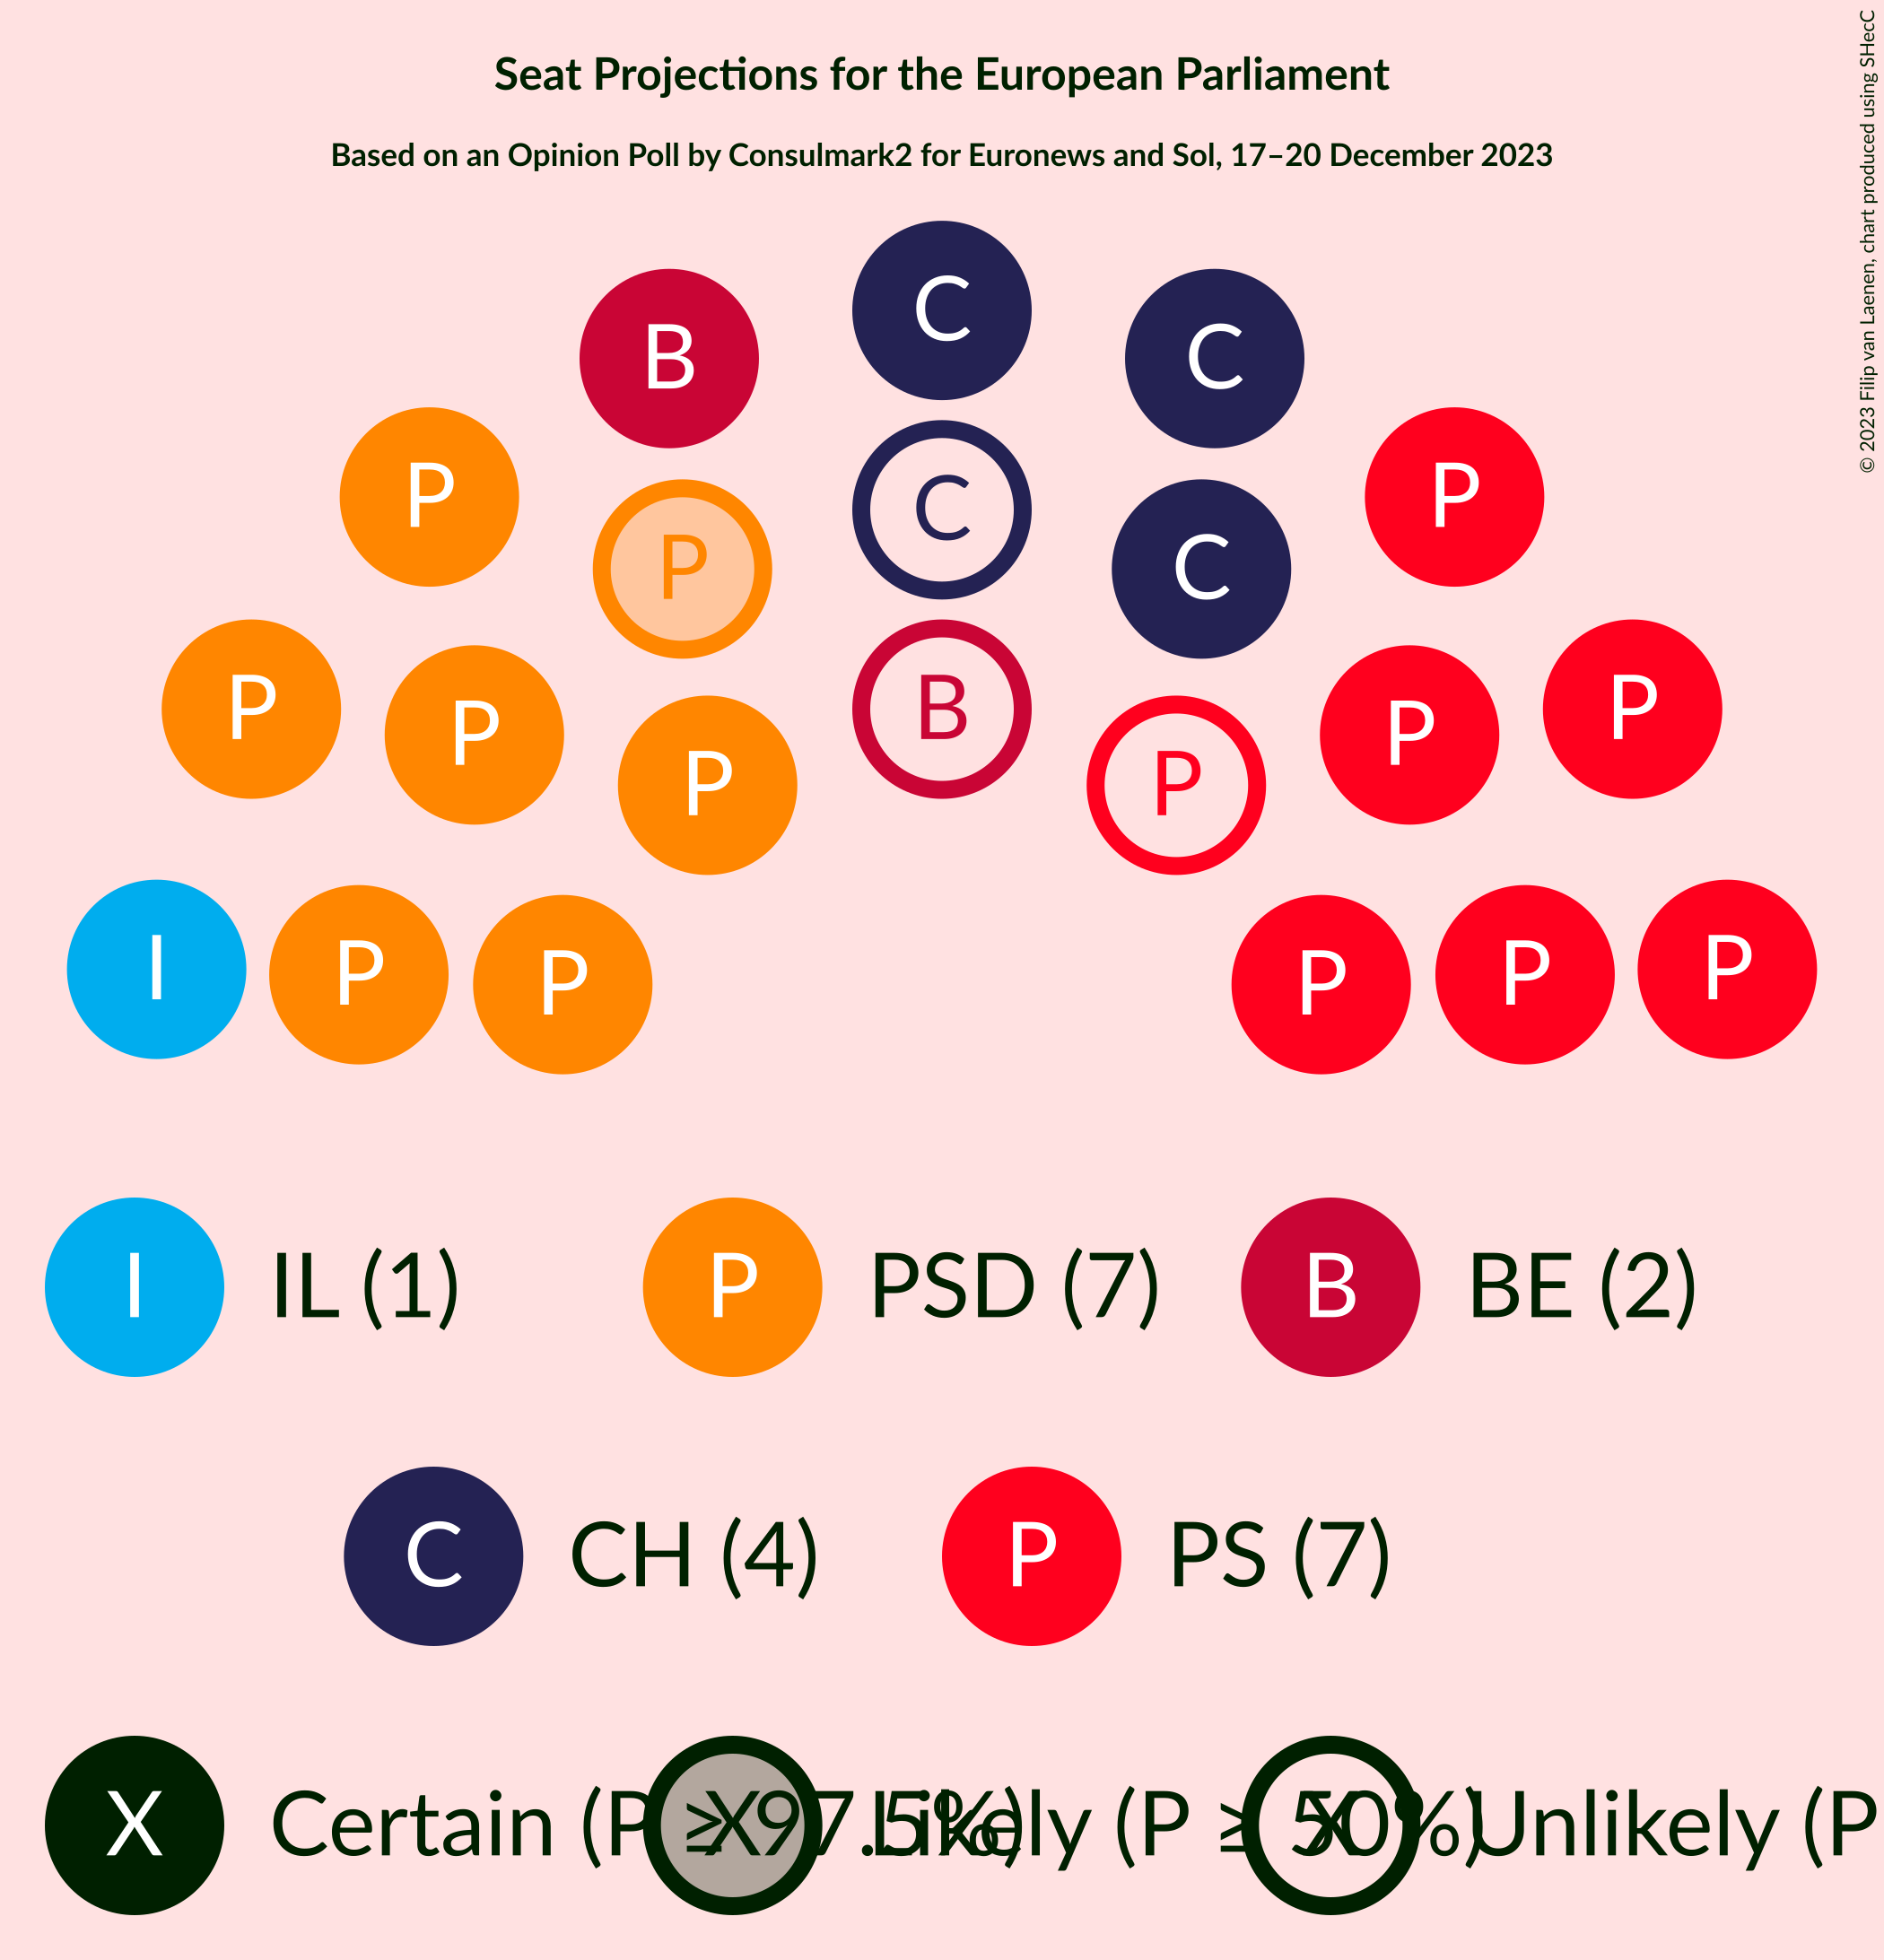 Seat Projections for the European Parliament
Based on an Opinion Poll by Consulmark2 for Euronews and Sol, 17–20 December 2023
© 2023 Filip van Laenen, chart produced using SHecC
C
B C
P P
C
P C
P B P
P P
P P
I P P P P P
I IL (1) P PSD (7) B BE (2)
C CH (4) P PS (7)
X Certain (P ≥ 97.5%) X Likely (P ≥ 50%) X Unlikely (P